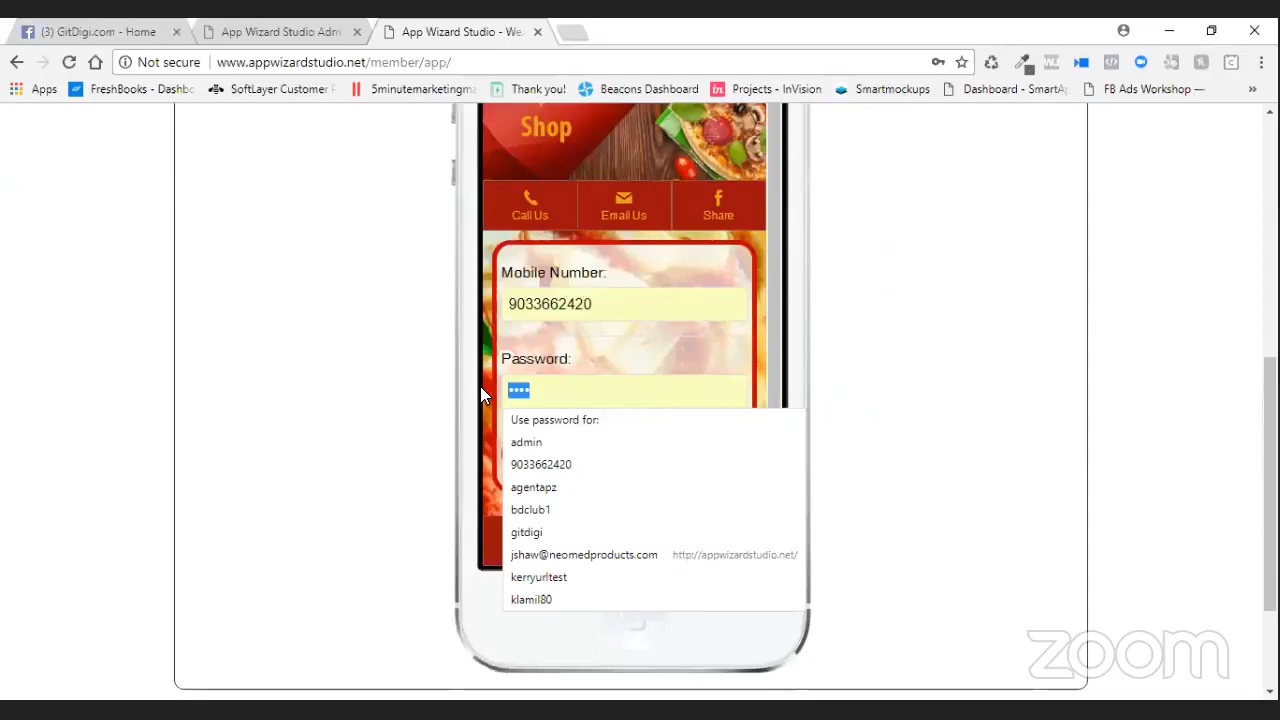 (3) GitDigi.com - Home
App Wizard Studio Adm
App Wizard Studio - We
Not secure
www.appwizardstudio.net/member/app/
Apps
FreshBooks - Dashbc
SoftLayer Customer
5minutemarketingm
Thank you!
Beacons Dashboard
Projects - InVision
Smartmockups
Dashboard - SmartA
FB Ads Workshop —
»
Shop
Call Us
Email Us
Share
Mobile Number:
9033662420
Password:
••••
Use password for:
admin
9033662420
agentapz
bdclub1
gitdigi
jshaw@neomedproducts.com http://appwizardstudio.net/
kerryurltest
klamil80
zoom